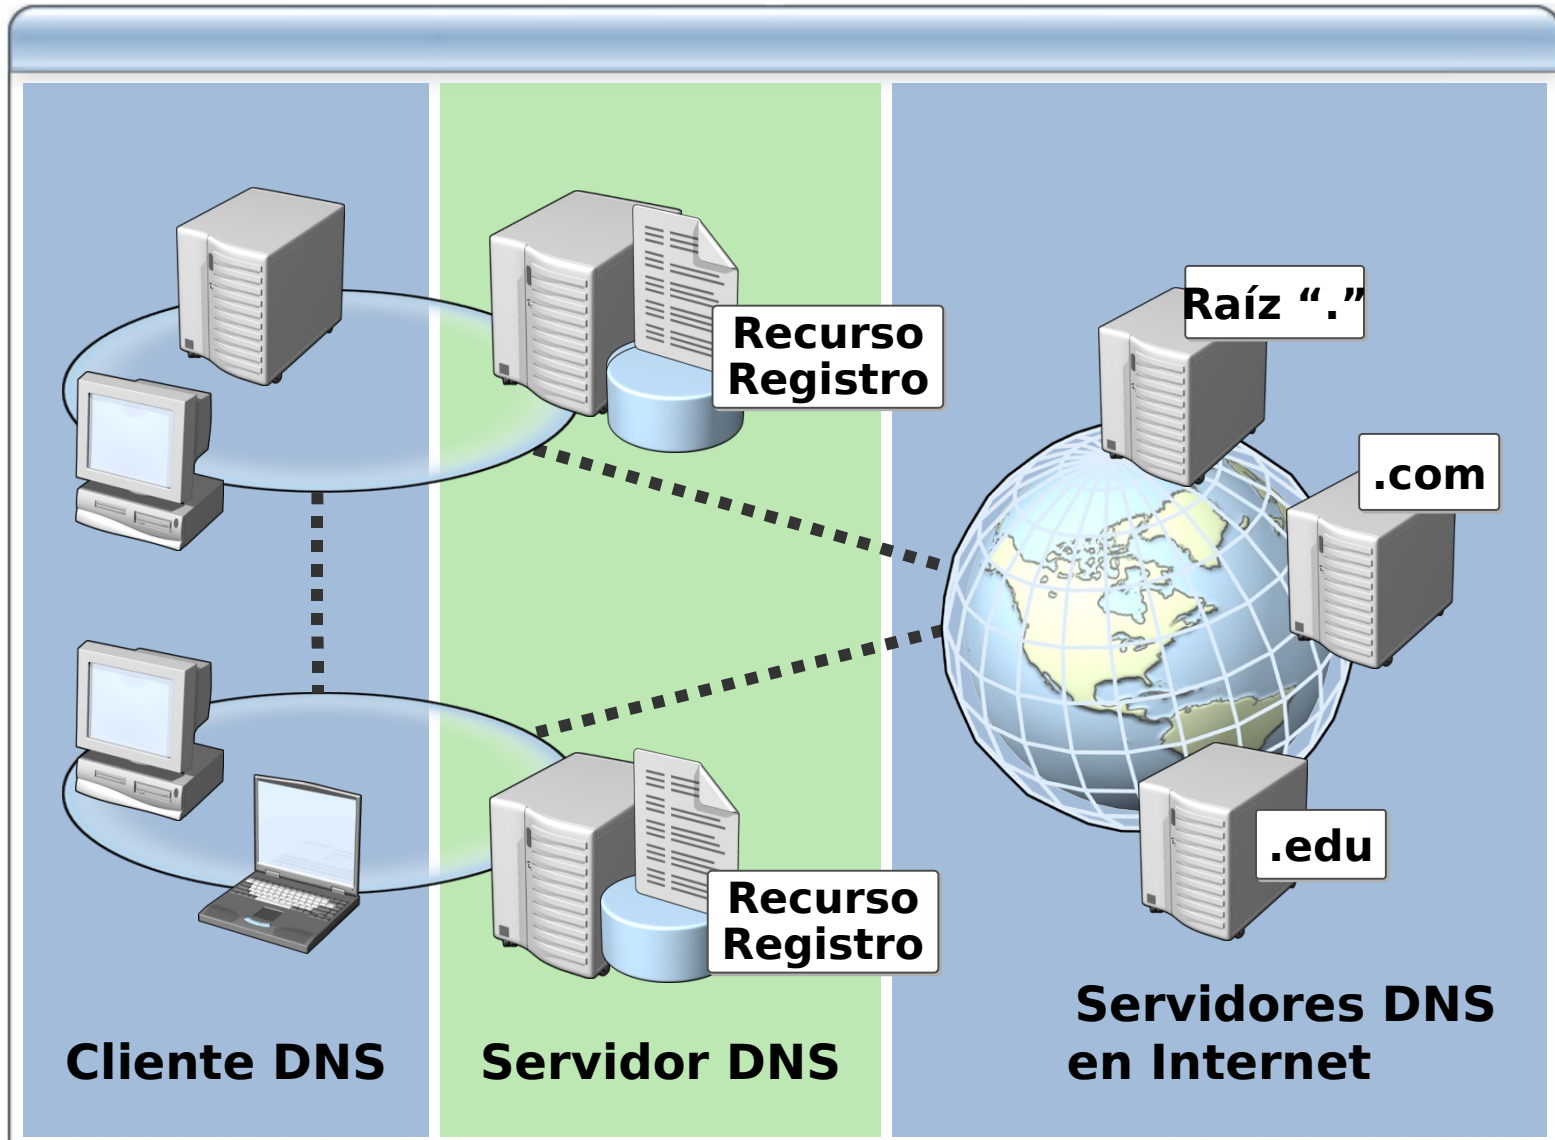 Recurso
Registro
Raíz “.”
.com
.edu
Recurso
Registro
Cliente DNS
Servidor DNS
Servidores DNS
en Internet